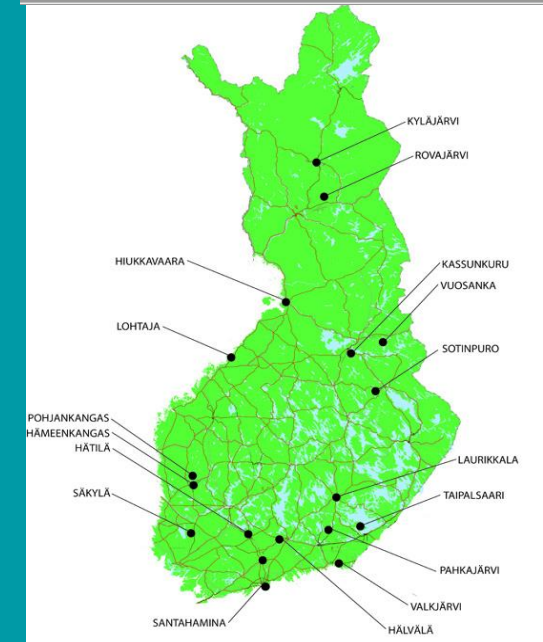 KYLÄJÄRVI
ROVAJÄRVI
HIUKKAVAARA
KASSUNKURU
VUOSANKA
LOHTAJA
SOTINPURO
POHJANKANGAS
HÄMEENKANGAS
HÄTILÄ
LAURIKKALA
SÄKYLÄ
TAIPALSAARI
PAHKAJÄRVI
VALKJÄRVI
SANTAHAMINA
HÄLVÄLÄ